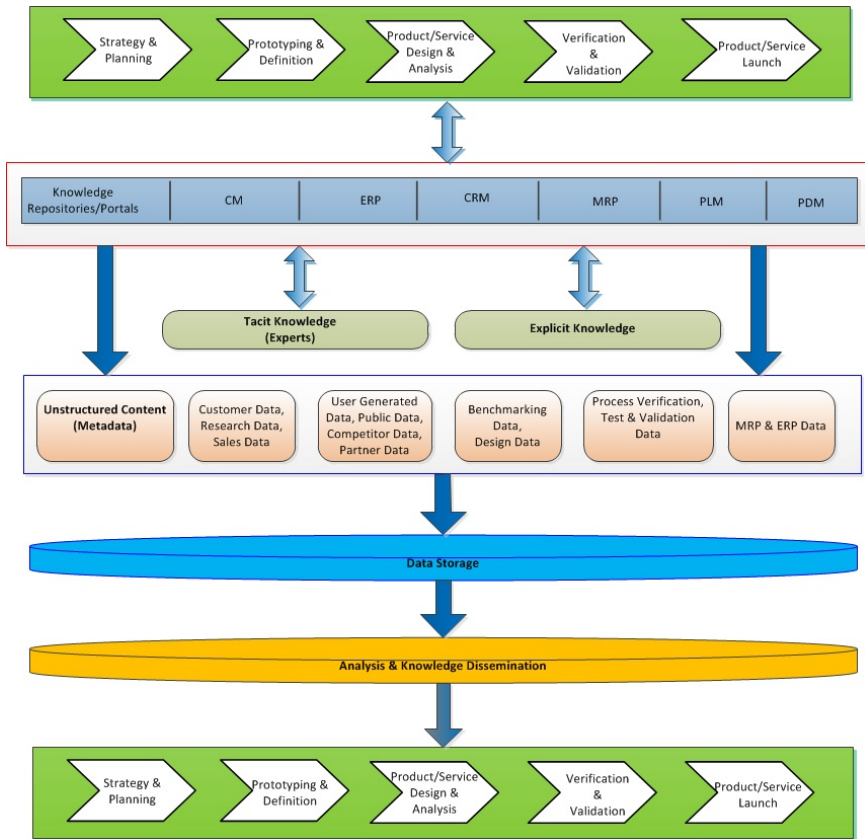 Strategy &
Planning
Prototyping &
Definition
Product/Service
Design &
Analysis
Verification
&
Validation
Product/Service
Launch
Knowledge
Repositories/Portals
CM
ERP
CRM
MRP
PLM
PDM
Tacit Knowledge
(Experts)
Explicit Knowledge
Unstructured Content
(Metadata)
Customer Data,
Research Data,
Sales Data
User Generated
Data, Public Data,
Competitor Data,
Partner Data
Benchmarking
Data,
Design Data
Process Verification,
Test & Validation
Data
MRP & ERP Data
Data Storage
Analysis & Knowledge Dissemination
Strategy &
Planning
Prototyping &
Definition
Product/Service
Design &
Analysis
Verification
&
Validation
Product/Service
Launch